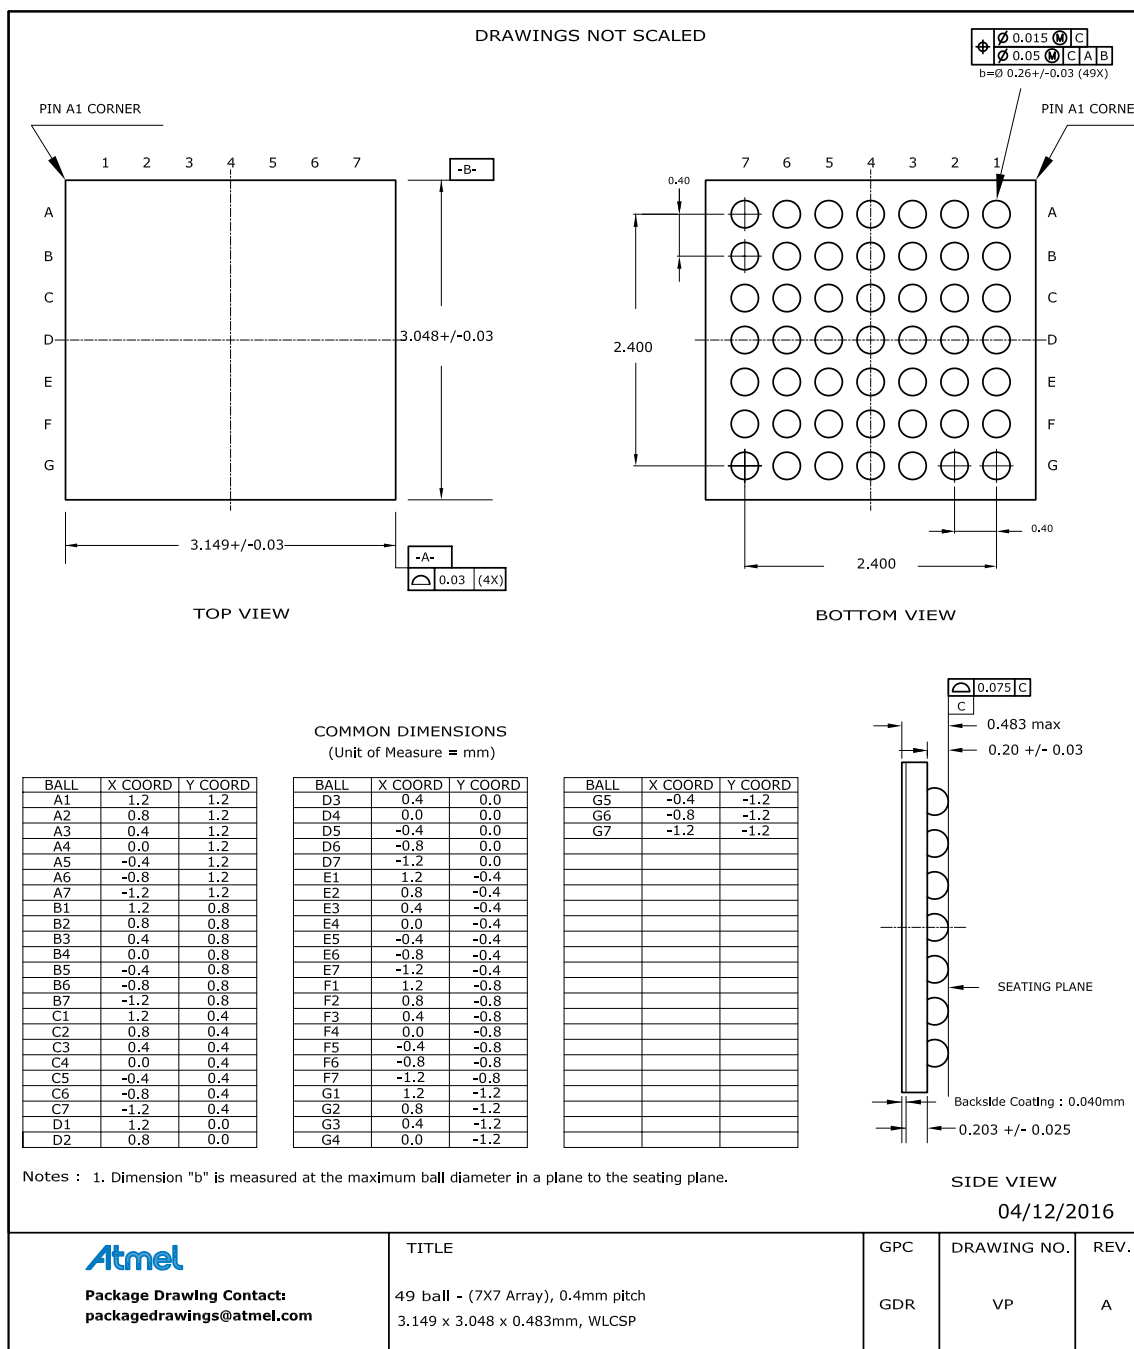 DRAWINGS NOT SCALED
Ø 0.015 Ⓜ C
Ø 0.05 Ⓜ C A B
b=Ø 0.26+/-0.03 (49X)
PIN A1 CORNER
PIN A1 CORNE
1 2 3 4 5 6 7
-B-
7 6 5 4 3 2 1
0.40
A A
B B
C C
D 3.048+/-0.03 2.400 D
E E
F F
G G
0.40
3.149+/-0.03
-A-
0.03 (4X)
2.400
TOP VIEW
BOTTOM VIEW
0.075 C
C
0.483 max
0.20 +/- 0.03
COMMON DIMENSIONS
(Unit of Measure = mm)
BALL X COORD Y COORD
A1 1.2 1.2
A2 0.8 1.2
A3 0.4 1.2
A4 0.0 1.2
A5 -0.4 1.2
A6 -0.8 1.2
A7 -1.2 1.2
B1 1.2 0.8
B2 0.8 0.8
B3 0.4 0.8
B4 0.0 0.8
B5 -0.4 0.8
B6 -0.8 0.8
B7 -1.2 0.8
C1 1.2 0.4
C2 0.8 0.4
C3 0.4 0.4
C4 0.0 0.4
C5 -0.4 0.4
C6 -0.8 0.4
C7 -1.2 0.4
D1 1.2 0.0
D2 0.8 0.0
BALL X COORD Y COORD
D3 0.4 0.0
D4 0.0 0.0
D5 -0.4 0.0
D6 -0.8 0.0
D7 -1.2 0.0
E1 1.2 -0.4
E2 0.8 -0.4
E3 0.4 -0.4
E4 0.0 -0.4
E5 -0.4 -0.4
E6 -0.8 -0.4
E7 -1.2 -0.4
F1 1.2 -0.8
F2 0.8 -0.8
F3 0.4 -0.8
F4 0.0 -0.8
F5 -0.4 -0.8
F6 -0.8 -0.8
F7 -1.2 -0.8
G1 1.2 -1.2
G2 0.8 -1.2
G3 0.4 -1.2
G4 0.0 -1.2
BALL X COORD Y COORD
G5 -0.4 -1.2
G6 -0.8 -1.2
G7 -1.2 -1.2
SEATING PLANE
Backside Coating : 0.040mm
0.203 +/- 0.025
Notes : 1. Dimension "b" is measured at the maximum ball diameter in a plane to the seating plane.
SIDE VIEW
04/12/2016
Atmel
Package Drawing Contact:
packagedrawings@atmel.com
TITLE
49 ball - (7X7 Array), 0.4mm pitch
3.149 x 3.048 x 0.483mm, WLCSP
GPC
GDR
DRAWING NO.
VP
REV.
A